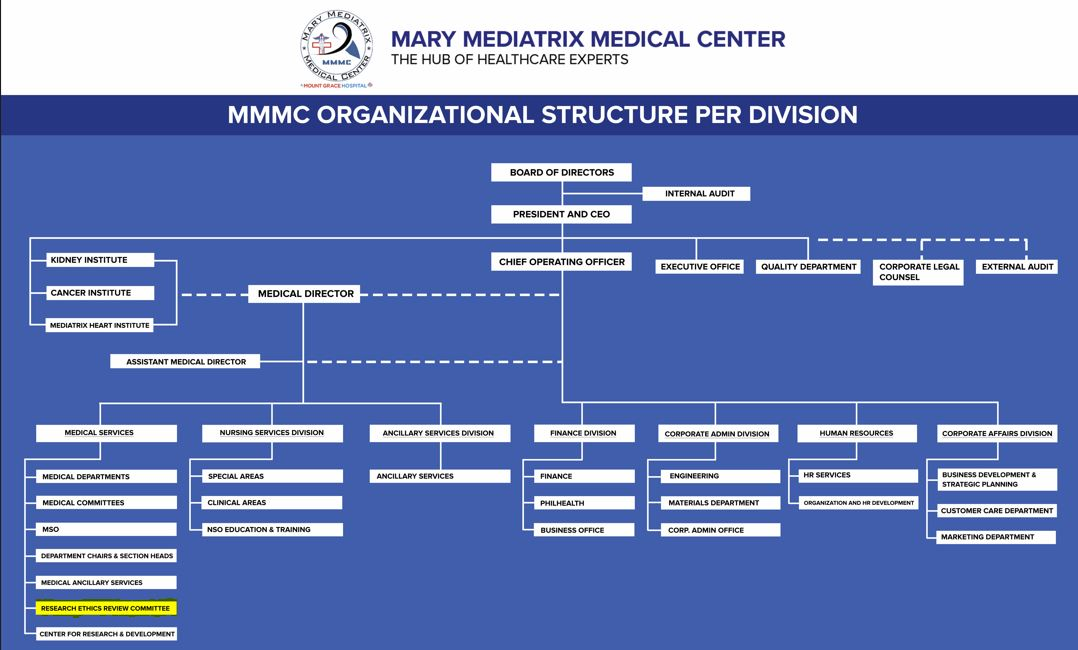 MARY MEDIATRIX
MEDICAL CENTER
MMMC
MOUNT GRACE HOSPITAL
MARY MEDIATRIX MEDICAL CENTER
THE HUB OF HEALTHCARE EXPERTS
MMMC ORGANIZATIONAL STRUCTURE PER DIVISION
BOARD OF DIRECTORS
INTERNAL AUDIT
PRESIDENT AND CEO
KIDNEY INSTITUTE
CHIEF OPERATING OFFICER
EXECUTIVE OFFICE
QUALITY DEPARTMENT
CORPORATE LEGAL
COUNSEL
EXTERNAL AUDIT
CANCER INSTITUTE
MEDICAL DIRECTOR
MEDIATRIX HEART INSTITUTE
ASSISTANT MEDICAL DIRECTOR
MEDICAL SERVICES
NURSING SERVICES DIVISION
ANCILLARY SERVICES DIVISION
FINANCE DIVISION
CORPORATE ADMIN DIVISION
HUMAN RESOURCES
CORPORATE AFFAIRS DIVISION
MEDICAL DEPARTMENTS
SPECIAL AREAS
ANCILLARY SERVICES
FINANCE
ENGINEERING
HR SERVICES
BUSINESS DEVELOPMENT &
STRATEGIC PLANNING
MEDICAL COMMITTEES
CLINICAL AREAS
PHILHEALTH
MATERIALS DEPARTMENT
ORGANIZATION AND HR DEVELOPMENT
CUSTOMER CARE DEPARTMENT
MSO
NSO EDUCATION & TRAINING
BUSINESS OFFICE
CORP. ADMIN OFFICE
MARKETING DEPARTMENT
DEPARTMENT CHAIRS & SECTION HEADS
MEDICAL ANCILLARY SERVICES
RESEARCH ETHICS REVIEW COMMITTEE
CENTER FOR RESEARCH & DEVELOPMENT